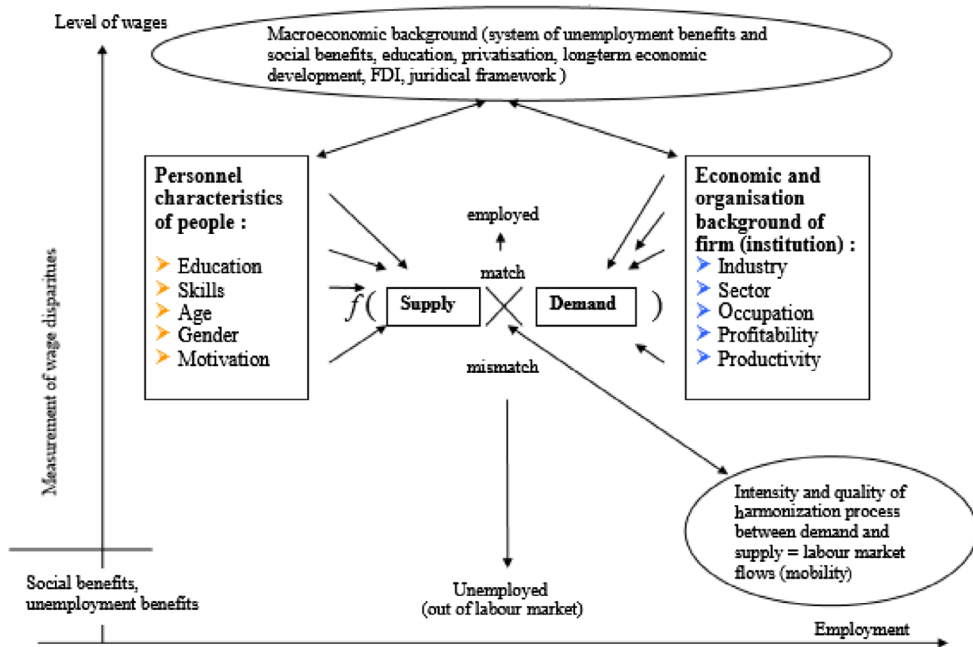 Level of wages
Macroeconomic background (system of unemployment benefits and
social benefits, education, privatisation, long-term economic
development, FDI, juridical framework )
Personnel
characteristics
of people :
Education
Skills
Age
Gender
Motivation
employed
match
f( Supply Demand )
mismatch
Economic and
organisation
background of
firm (institution) :
Industry
Sector
Occupation
Profitability
Productivity
Measurement of wage disparitues
Intensity and quality of
harmonization process
between demand and
supply = labour market
flows (mobility)
Social benefits,
unemployment benefits
Unemployed
(out of labour market)
Employment